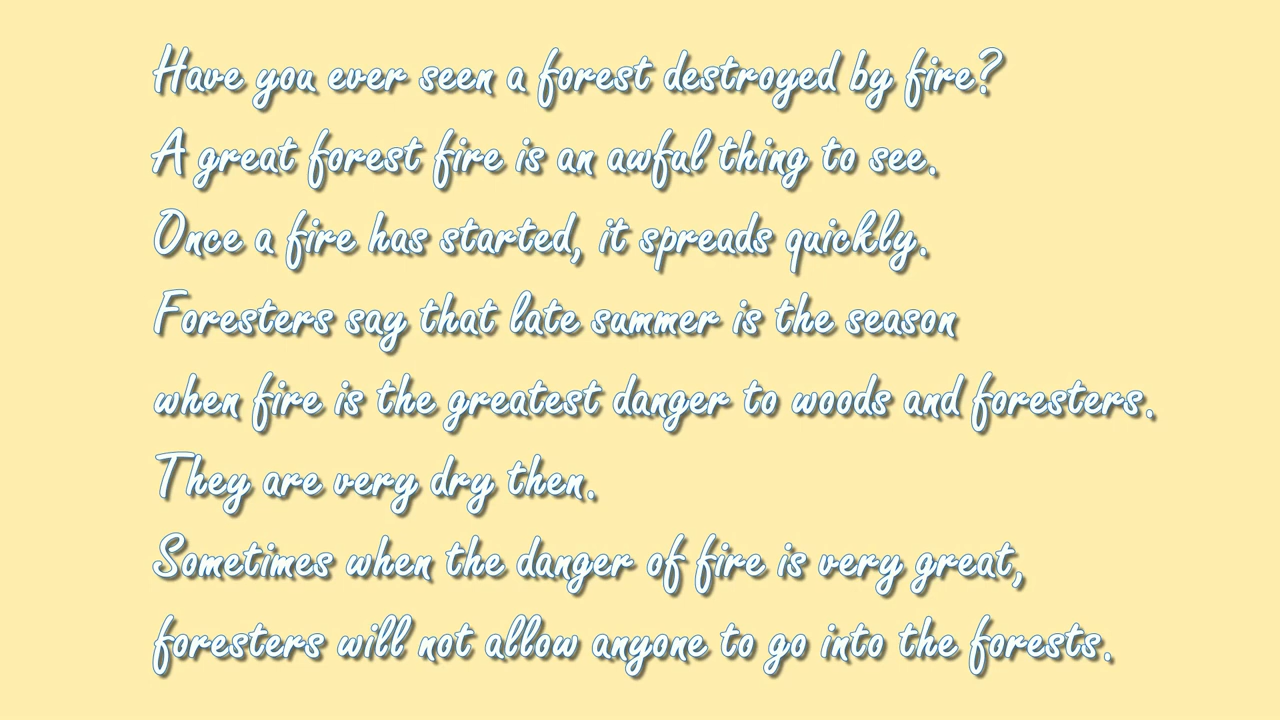 Have you ever seen a forest destroyed by fire?
A great forest fire is an awful thing to see.
Once a fire has started, it spreads quickly.
Foresters say that late summer is the season
when fire is the greatest danger to woods and foresters.
They are very dry then.
Sometimes when the danger of fire is very great,
foresters will not allow anyone to go into the forests.